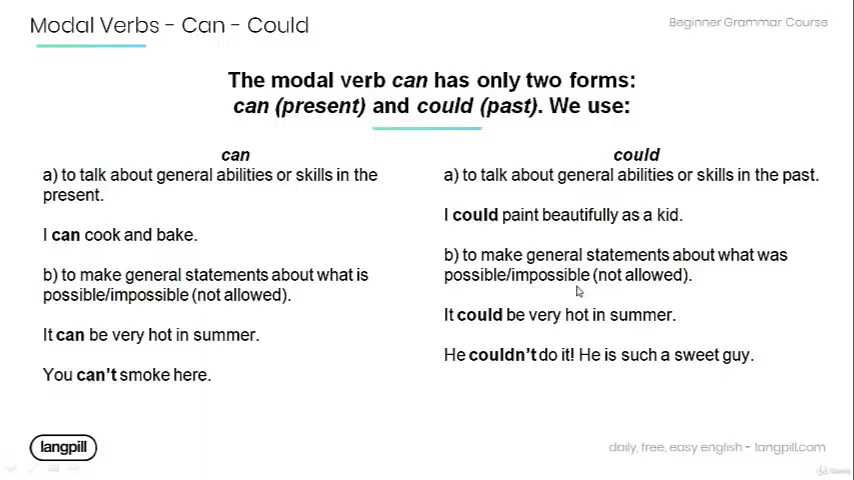 Modal Verbs - Can - Could
Beginner Grammar Course
The modal verb can has only two forms:
can (present) and could (past). We use:
can
a) to talk about general abilities or skills in the
present.
I can cook and bake.
b) to make general statements about what is
possible/impossible (not allowed).
It can be very hot in summer.
You can't smoke here.
could
a) to talk about general abilities or skills in the past.
I could paint beautifully as a kid.
b) to make general statements about what was
possible/impossible (not allowed).
It could be very hot in summer.
He couldn't do it! He is such a sweet guy.
langpill
daily, free, easy english - langpill.com